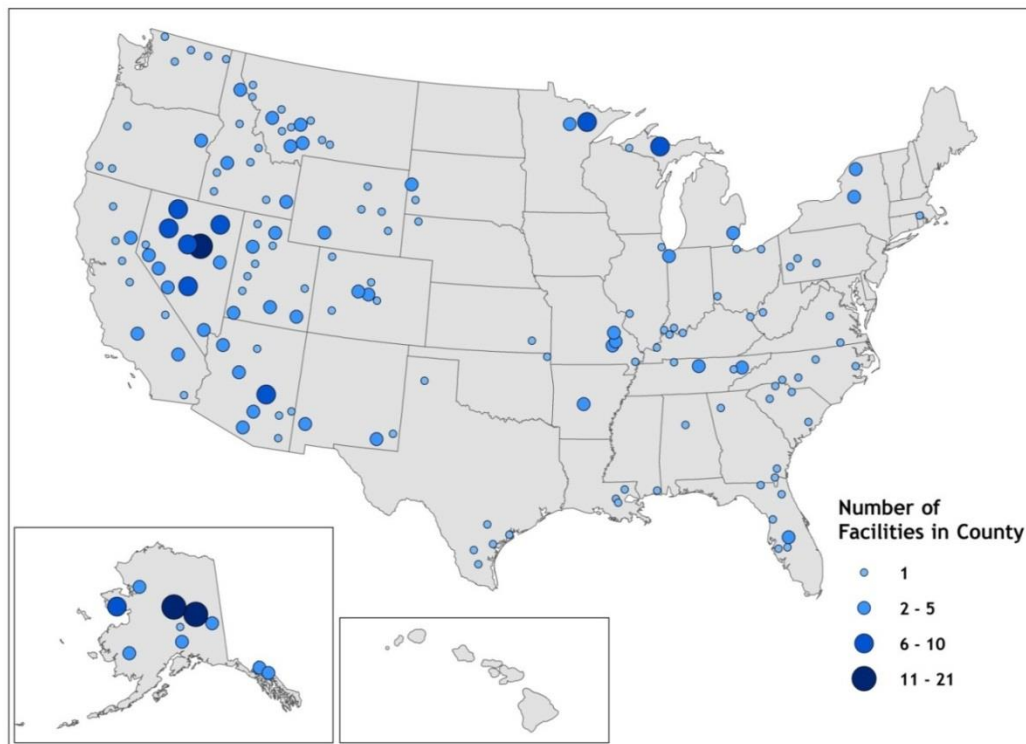 Number of
Facilities in County
1
2 - 5
6 - 10
11 - 21